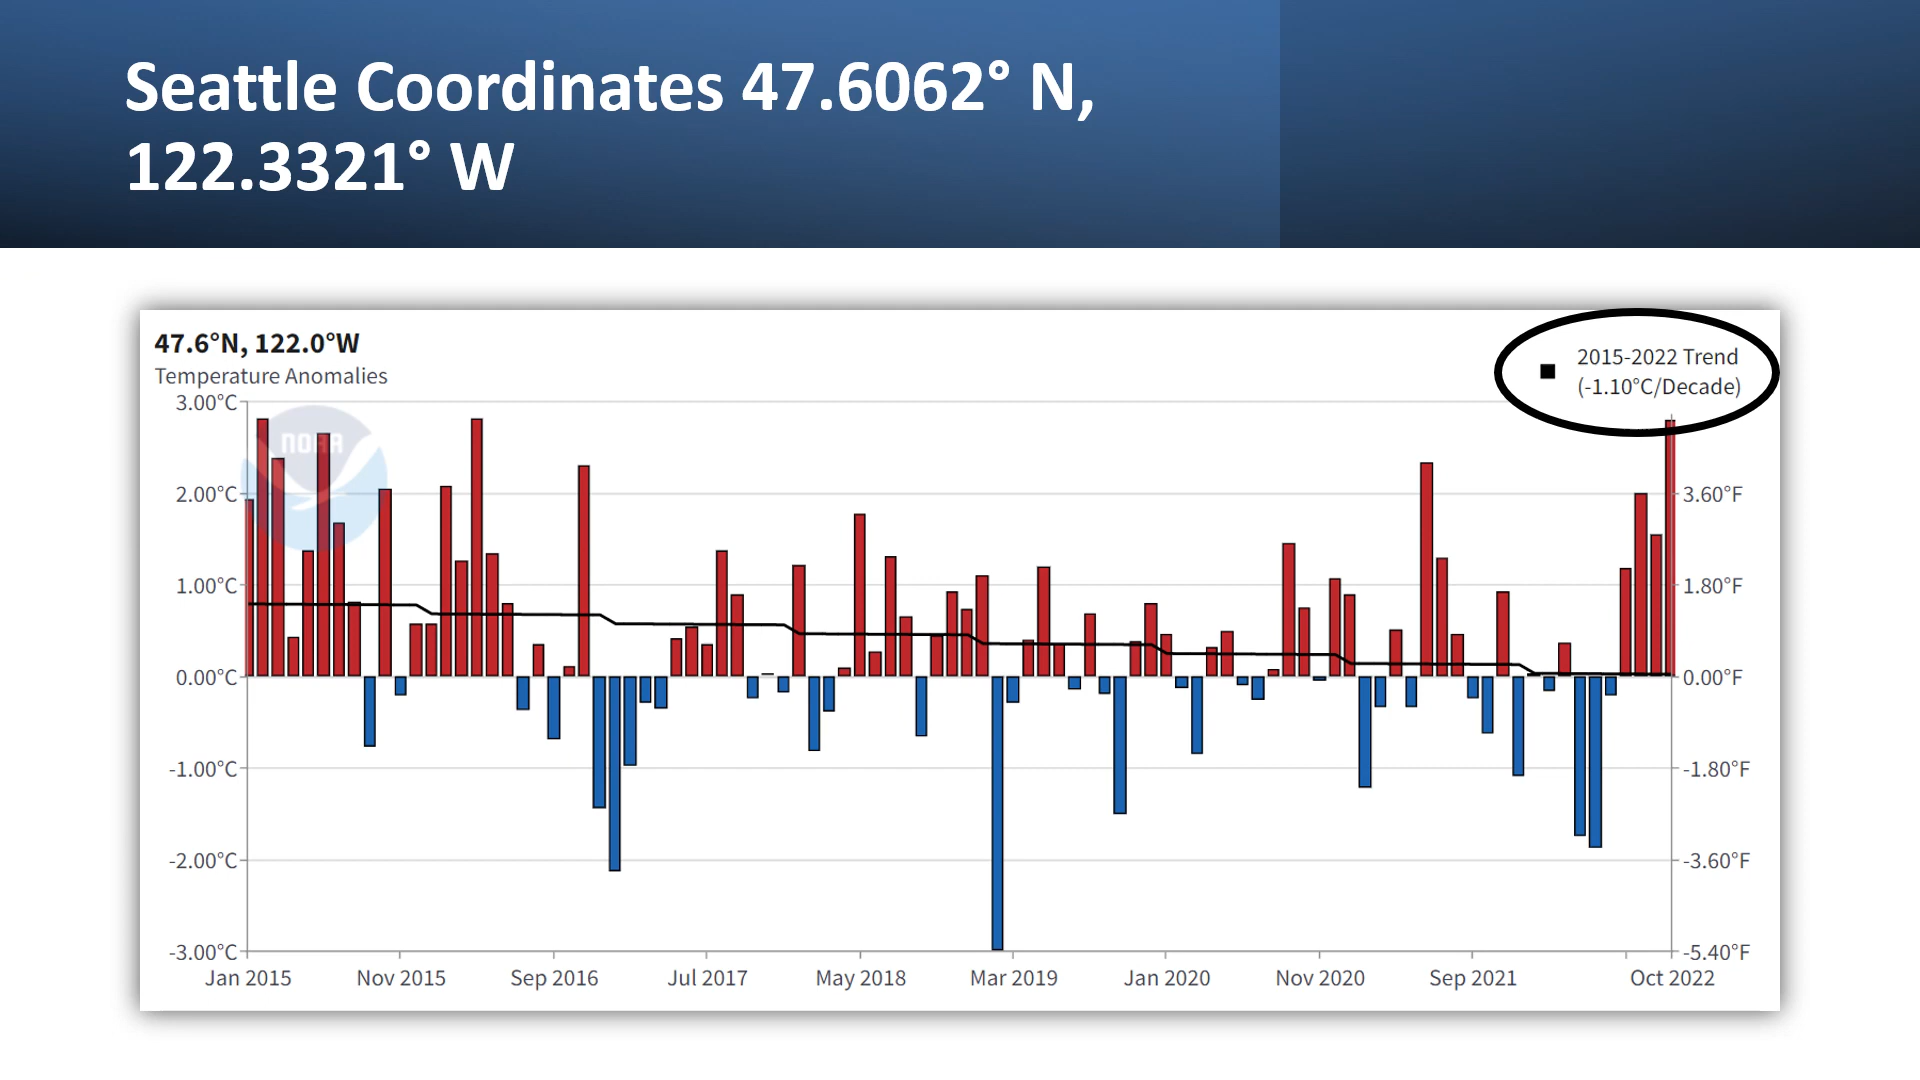 Seattle Coordinates 47.6062° N,
122.3321° W
47.6°N, 122.0°W
Temperature Anomalies
2015-2022 Trend
(-1.10°C/Decade)
NOAA
3.00°C
2.00°C
1.00°C
0.00°C
-1.00°C
-2.00°C
-3.00°C
3.60°F
1.80°F
0.00°F
-1.80°F
-3.60°F
-5.40°F
Jan 2015 Nov 2015 Sep 2016 Jul 2017 May 2018 Mar 2019 Jan 2020 Nov 2020 Sep 2021 Oct 2022